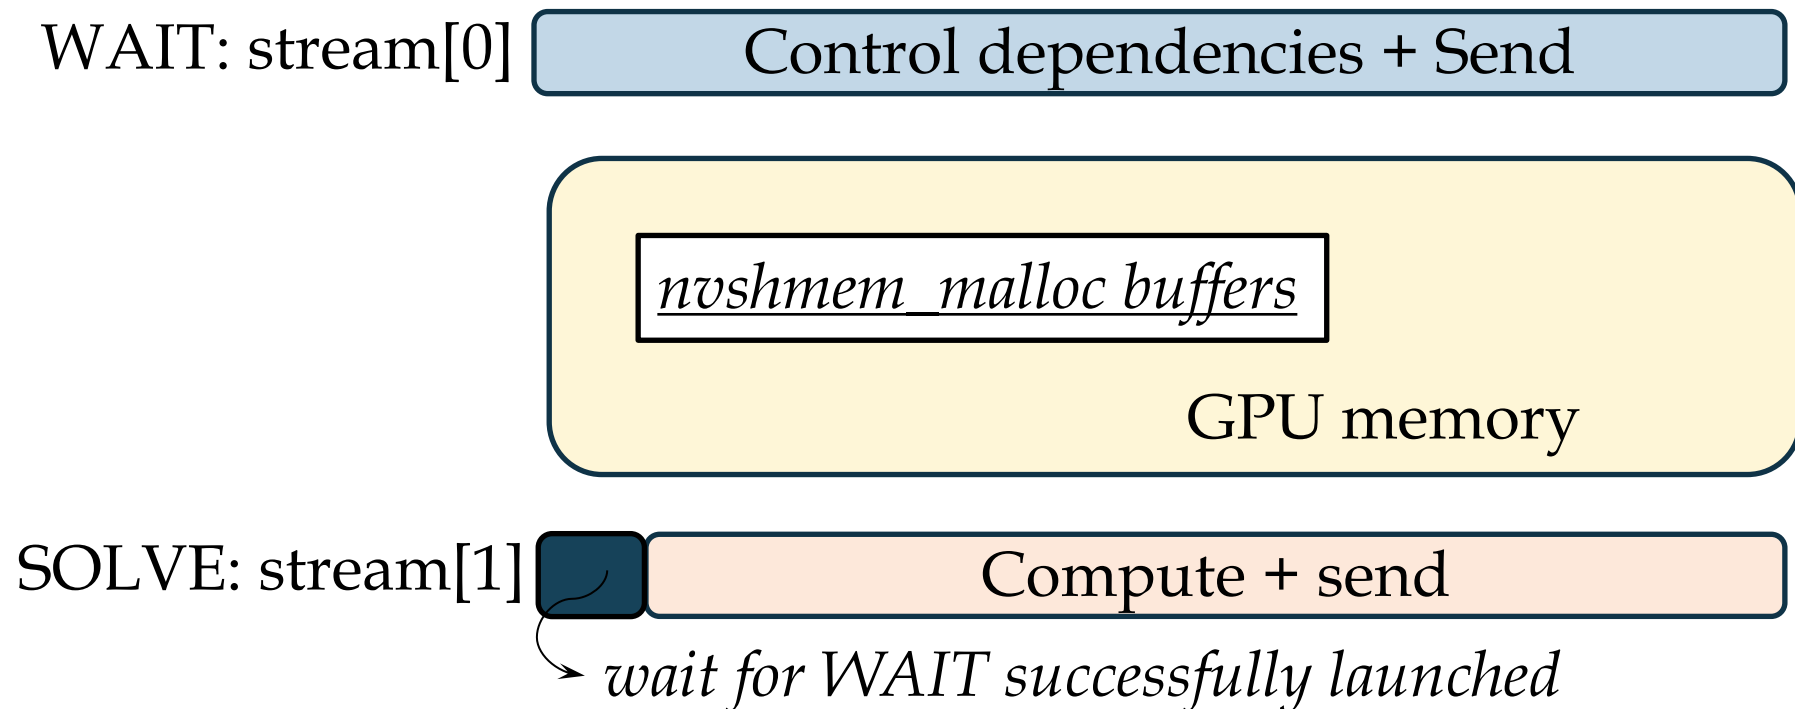 WAIT: stream[0] Control dependencies + Send
nvshmem_malloc buffers
GPU memory
SOLVE: stream[1] Compute + send
wait for WAIT successfully launched